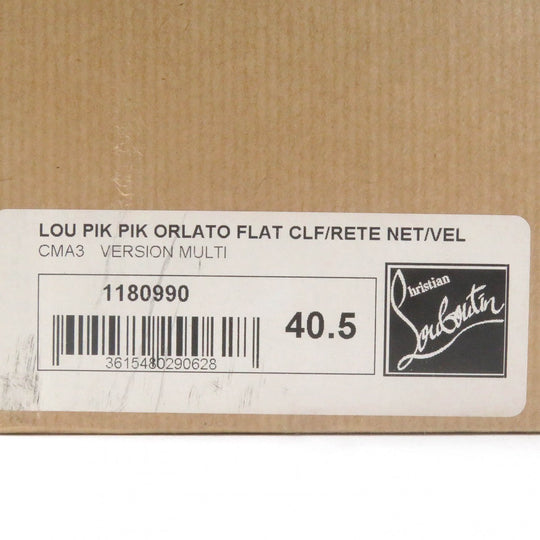 LOU PIK PIK ORLATO FLAT CLF/RETE NET/VEL
CMA3 VERSION MULTI
1180990
3615480290628
40.5
Christian
Louboutin